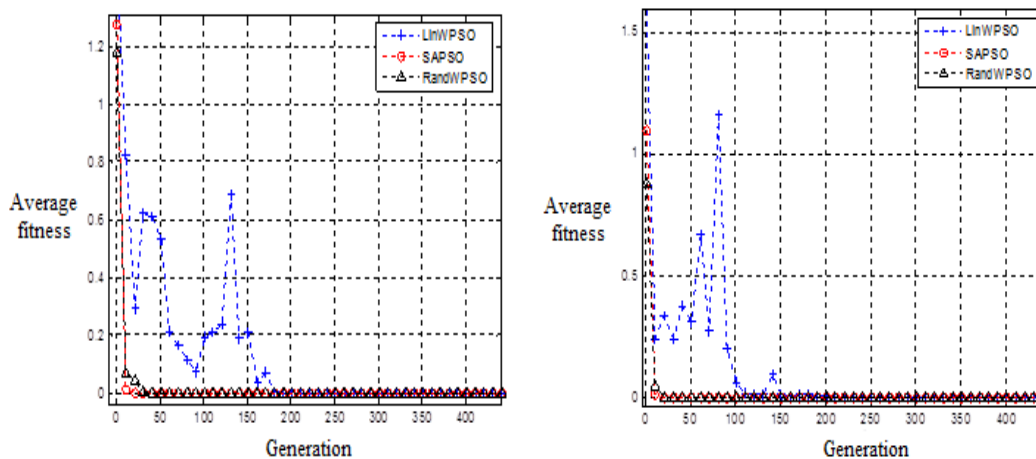 LinWPSO
SAPSO
RandWPSO
1.2
1
0.8
0.6
0.4
0.2
0
Average
fitness
0 50 100 150 200 250 300 350 400
Generation
LinWPSO
SAPSO
RandWPSO
1.5
1
0.5
0
Average
fitness
0 50 100 150 200 250 300 350 400
Generation